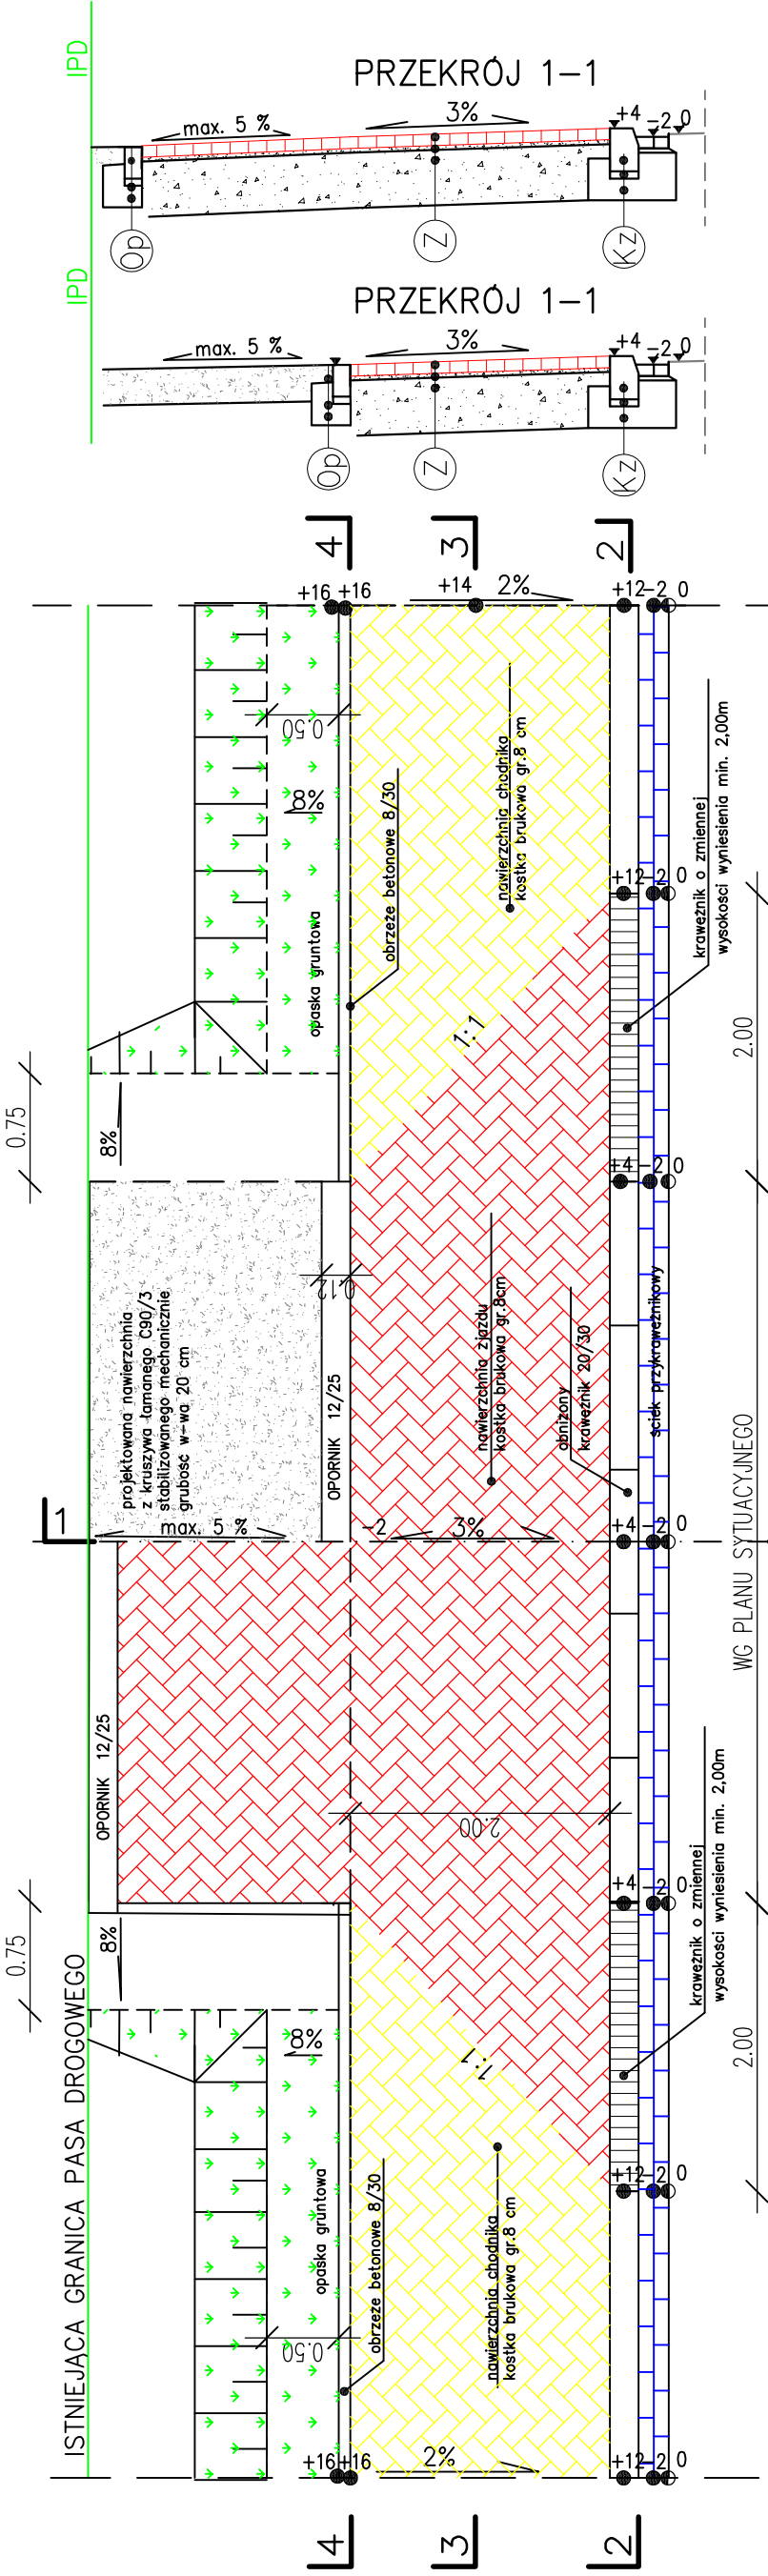 IPD
PRZEKRÓJ 1-1
max. 5 %
3%
+4
-2
0
Op
Z
Kz
IPD
PRZEKRÓJ 1-1
max. 5 %
3%
+4
-2
0
Op
Z
Kz
4
3
2
+16
+16
+14
2%
+12
-2
0
0.50
8%
opaska gruntowa
obrzeże betonowe 8/30
nawierzchnia chodnika
kostka brukowa gr.8 cm
+12
-2
0
krawężnik o zmiennej
wysokości wyniesienia min. 2,00m
1:1
2.00
0.75
8%
+4
-2
0
0.12
projektowana nawierzchnia
z kruszywa łamanego C90/3
stabilizowanego mechanicznie
grubość w-wa 20 cm
OPORNIK 12/25
nawierzchnia zjazdu
kostka brukowa gr.8cm
obniżony
krawężnik 20/30
ściek przykrawężnikowy
1
max. 5 %
-2
3%
+4
-2
0
WG PLANU SYTUACYJNEGO
OPORNIK 12/25
2.00
+4
-2
0
krawężnik o zmiennej
wysokości wyniesienia min. 2,00m
0.75
8%
ISTNIEJĄCA GRANICA PASA DROGOWEGO
8%
1:1
2.00
opaska gruntowa
obrzeże betonowe 8/30
nawierzchnia chodnika
kostka brukowa gr.8 cm
+12
-2
0
0.50
+16
+16
2%
+12
-2
0
4
3
2